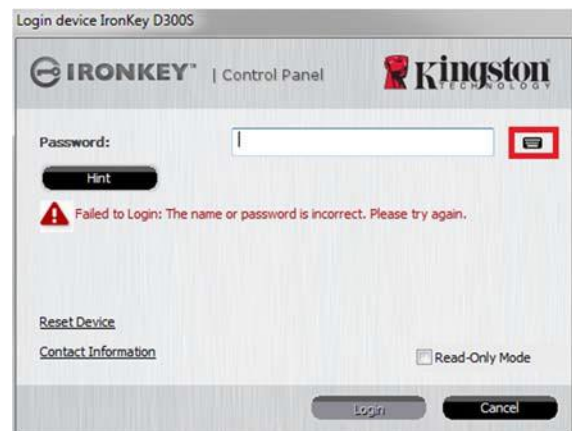 Login device IronKey D300S
IRONKEY™ | Control Panel
Kingston
TECHNOLOGY
Password:
Hint
Failed to Login: The name or password is incorrect. Please try again.
Reset Device
Contact Information
Read-Only Mode
Login
Cancel